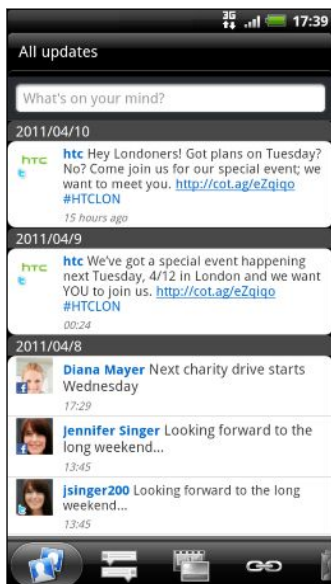 3G 17:39
All updates
What's on your mind?
2011/04/10
htc htc Hey Londoners! Got plans on Tuesday?
No? Come join us for our special event; we
want to meet you. http://cot.ag/eZqiqo
#HTCLON
15 hours ago
2011/04/9
htc htc We've got a special event happening
next Tuesday, 4/12 in London and we want
YOU to join us. http://cot.ag/eZqiqo
#HTCLON
00:24
2011/04/8
Diana Mayer Next charity drive starts
Wednesday
17:29
Jennifer Singer Looking forward to the
long weekend...
13:45
jsinger200 Looking forward to the long
weekend...
13:45